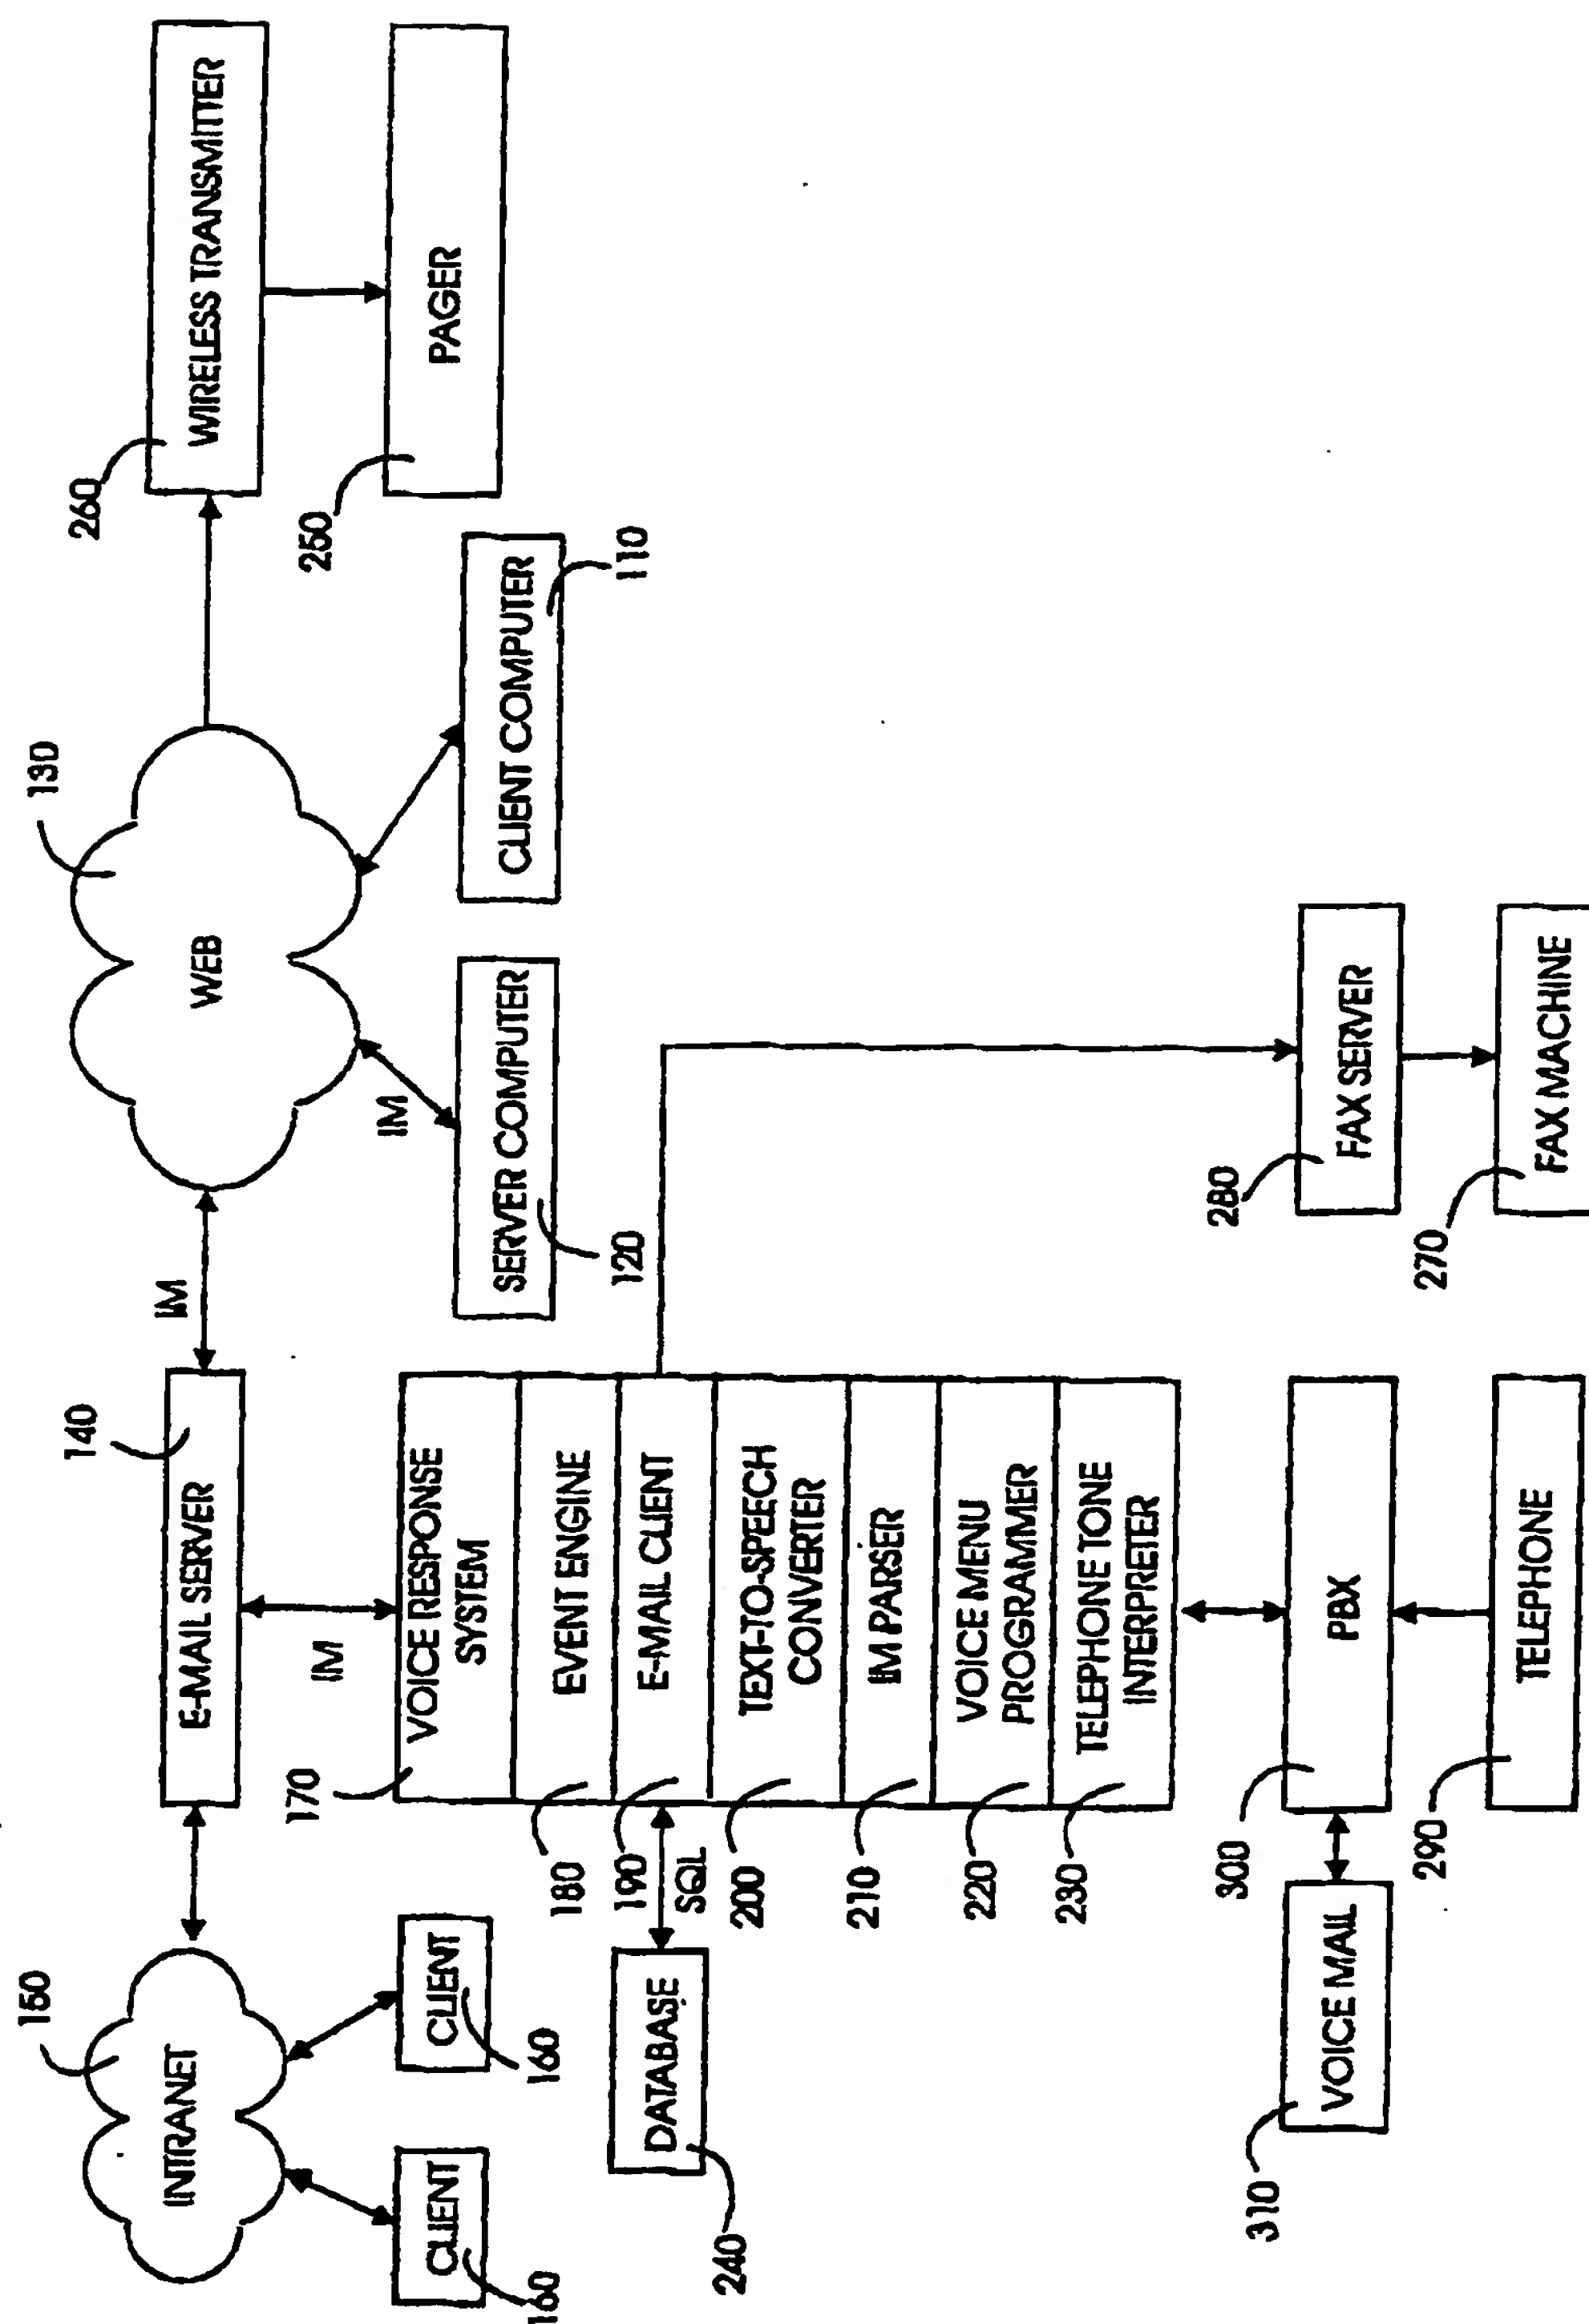 150
INTRANET
CLIENT
160
CLIENT
160
140
E-MAIL SERVER
IM
130
WEB
IM
SERVER COMPUTER
120
CLIENT COMPUTER
110
260
WIRELESS TRANSMITTER
250
PAGER
IM
170
VOICE RESPONSE
SYSTEM
180
EVENT ENGINE
190
E-MAIL CLIENT
SQL
DATABASE
240
200
TEXT-TO-SPEECH
CONVERTER
210
IM PARSER
220
VOICE MENU
PROGRAMMER
230
TELEPHONE TONE
INTERPRETER
300
PBX
310
VOICE MAIL
290
TELEPHONE
280
FAX SERVER
270
FAX MACHINE